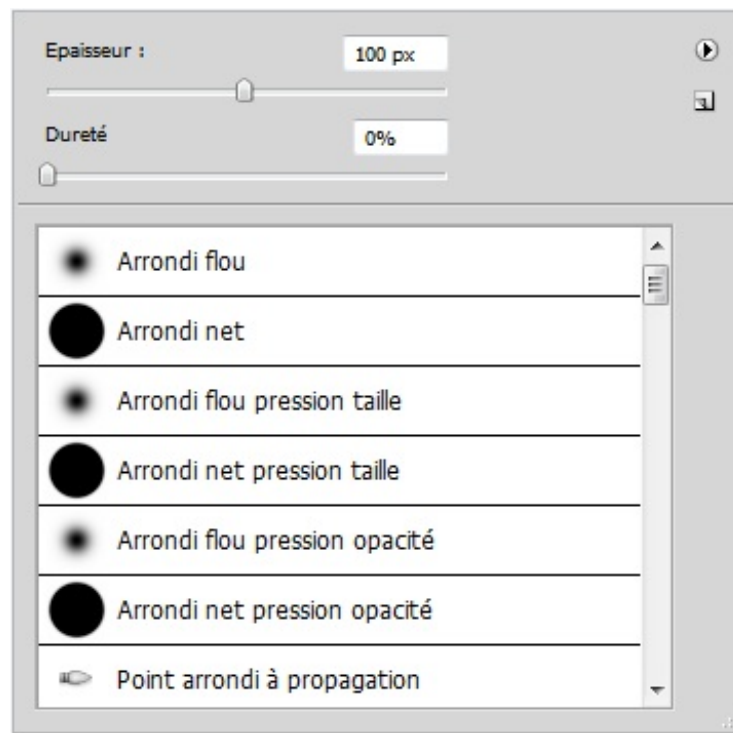 Epaisseur :
100 px
Dureté
0%
Arrondi flou
Arrondi net
Arrondi flou pression taille
Arrondi net pression taille
Arrondi flou pression opacité
Arrondi net pression opacité
Point arrondi à propagation